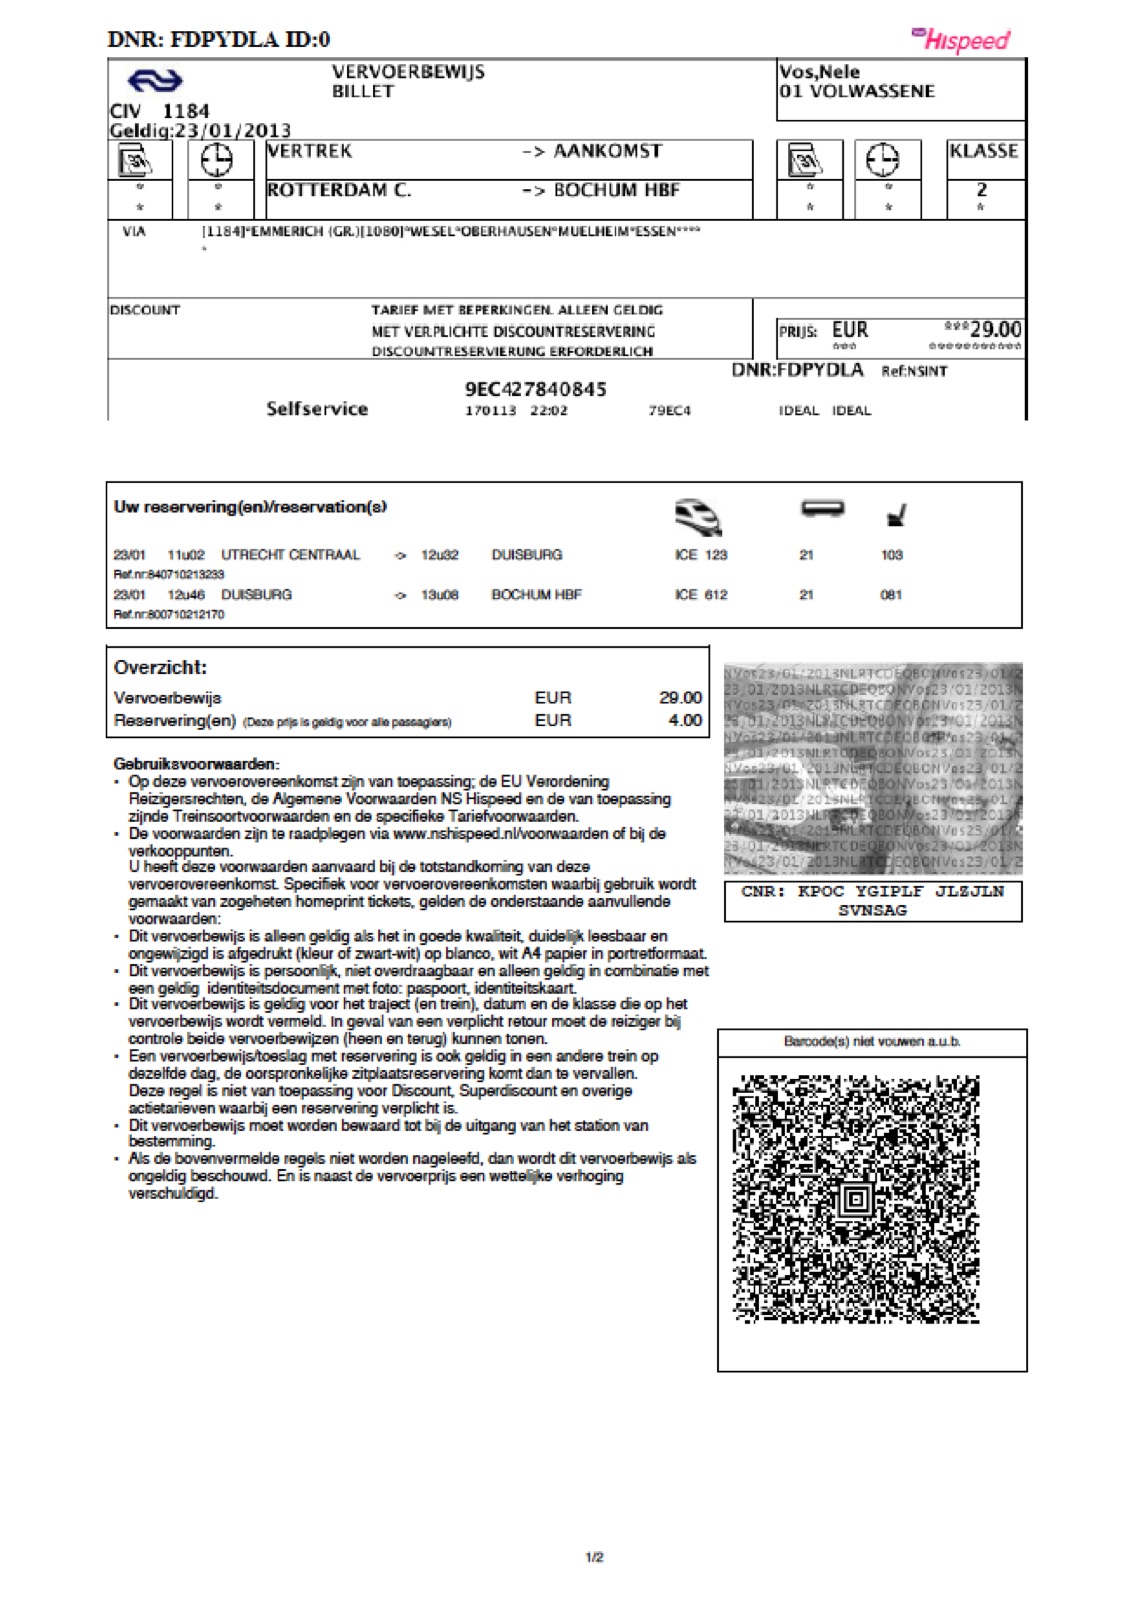 DNR: FDPYDLA ID:0
Hispeed
VERVOERBEWIJS
BILLET
Vos,Nele
01 VOLWASSENE
CIV 1184
Geldig:23/01/2013
31 VERTREK -> AANKOMST 31 KLASSE
* * ROTTERDAM C. -> BOCHUM HBF * * 2
* * * * *
VIA [1184]*EMMERICH (GR.)[1080]*WESEL*OBERHAUSEN*MUELHEIM*ESSEN****
*
DISCOUNT TARIEF MET BEPERKINGEN. ALLEEN GELDIG
MET VERPLICHTE DISCOUNTRESERVERING
DISCOUNTRESERVIERUNG ERFORDERLICH
PRIJS: EUR ***29.00
*** ***********
DNR:FDPYDLA Ref:NSINT
9EC427840845
Selfservice 170113 22:02 79EC4 IDEAL IDEAL
Uw reservering(en)/reservation(s)
23/01 11u02 UTRECHT CENTRAAL -> 12u32 DUISBURG ICE 123 21 103
Ref.nr:840710213233
23/01 12u46 DUISBURG -> 13u08 BOCHUM HBF ICE 612 21 081
Ref.nr:800710212170
Overzicht:
Vervoerbewijs EUR 29.00
Reservering(en) (Deze prijs is geldig voor alle passagiers) EUR 4.00
Gebruiksvoorwaarden:
• Op deze vervoerovereenkomst zijn van toepassing; de EU Verordening
Reizigersrechten, de Algemene Voorwaarden NS Hispeed en de van toepassing
zijnde Treinsoortvoorwaarden en de specifieke Tariefvoorwaarden.
• De voorwaarden zijn te raadplegen via www.nshispeed.nl/voorwaarden of bij de
verkooppunten.
U heeft deze voorwaarden aanvaard bij de totstandkoming van deze
vervoerovereenkomst. Specifiek voor vervoerovereenkomsten waarbij gebruik wordt
gemaakt van zogeheten homeprint tickets, gelden de onderstaande aanvullende
voorwaarden:
• Dit vervoerbewijs is alleen geldig als het in goede kwaliteit, duidelijk leesbaar en
ongewijzigd is afgedrukt (kleur of zwart-wit) op blanco, wit A4 papier in portretformaat.
• Dit vervoerbewijs is persoonlijk, niet overdraagbaar en alleen geldig in combinatie met
een geldig identiteitsdocument met foto: paspoort, identiteitskaart.
• Dit vervoerbewijs is geldig voor het traject (en trein), datum en de klasse die op het
vervoerbewijs wordt vermeld. In geval van een verplicht retour moet de reiziger bij
controle beide vervoerbewijzen (heen en terug) kunnen tonen.
• Een vervoerbewijs/toeslag met reservering is ook geldig in een andere trein op
dezelfde dag, de oorspronkelijke zitplaatsreservering komt dan te vervallen.
Deze regel is niet van toepassing voor Discount, Superdiscount en overige
actietarieven waarbij een reservering verplicht is.
• Dit vervoerbewijs moet worden bewaard tot bij de uitgang van het station van
bestemming.
• Als de bovenvermelde regels niet worden nageleefd, dan wordt dit vervoerbewijs als
ongeldig beschouwd. En is naast de vervoerprijs een wettelijke verhoging
verschuldigd.
NVos23/01/2013NLRTCDEQBONVos23/01/2
23/01/2013NLRTCDEQBONVos23/01/2013N
CNR: KPOC YGIPLF JLZJLN
SVNSAG
Barcode(s) niet vouwen a.u.b.
1/2